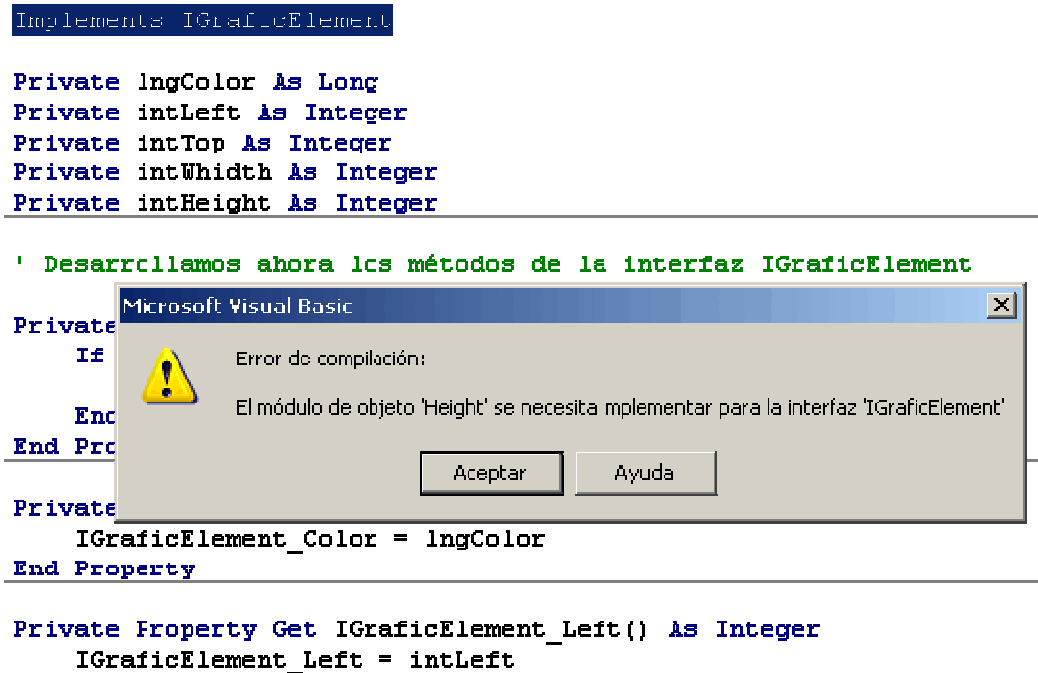 Implements IGraficElement
Private lngColor As Long
Private intLeft As Integer
Private intTop As Integer
Private intWhidth As Integer
Private intHeight As Integer
' Desarrollamos ahora los métodos de la interfaz IGraficElement
Microsoft Visual Basic
Private
If
Error de compilación:
El módulo de objeto 'Height' se necesita mplementar para la interfaz 'IGraficElement'
End
End Pro
Aceptar Ayuda
Private
IGraficElement_Color = lngColor
End Property
Private Property Get IGraficElement_Left() As Integer
IGraficElement_Left = intLeft